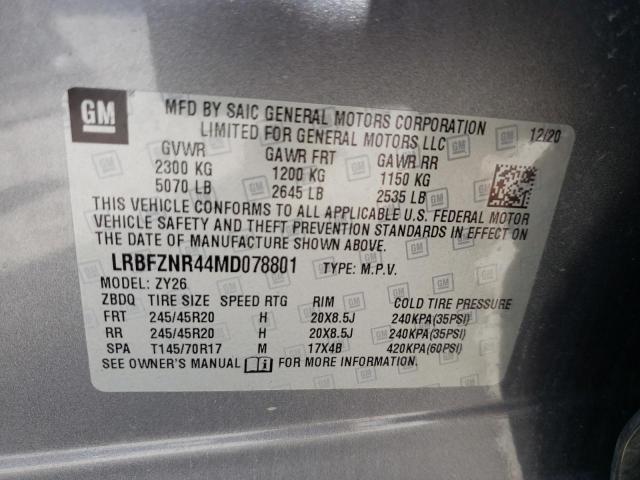 GM
MFD BY SAIC GENERAL MOTORS CORPORATION
LIMITED FOR GENERAL MOTORS LLC
12/20
GVWR GAWR FRT GAWR RR
2300 KG 1200 KG 1150 KG
5070 LB 2645 LB 2535 LB
THIS VEHICLE CONFORMS TO ALL APPLICABLE U.S. FEDERAL MOTOR
VEHICLE SAFETY AND THEFT PREVENTION STANDARDS IN EFFECT ON
THE DATE OF MANUFACTURE SHOWN ABOVE.
LRBFZNR44MD078801 TYPE: M.P.V.
MODEL: ZY26
ZBDQ TIRE SIZE SPEED RTG RIM COLD TIRE PRESSURE
FRT 245/45R20 H 20X8.5J 240KPA(35PSI)
RR 245/45R20 H 20X8.5J 240KPA(35PSI)
SPA T145/70R17 M 17X4B 420KPA(60PSI)
SEE OWNER'S MANUAL FOR MORE INFORMATION.